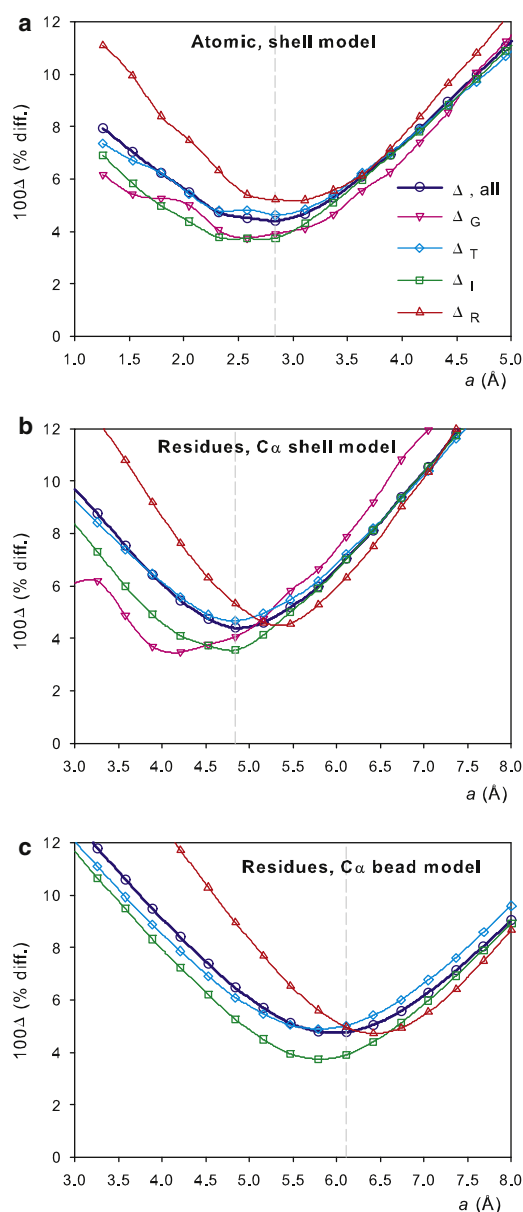 a
Atomic, shell model
100Δ (% diff.)
12
10
8
6
4
2
0
Δ , all
Δ G
Δ T
Δ I
Δ R
1.0 1.5 2.0 2.5 3.0 3.5 4.0 4.5 5.0
a (Å)
b
Residues, Cα shell model
100Δ (% diff.)
12
10
8
6
4
2
0
3.0 3.5 4.0 4.5 5.0 5.5 6.0 6.5 7.0 7.5 8.0
a (Å)
c
Residues, Cα bead model
100Δ (% diff.)
12
10
8
6
4
2
0
3.0 3.5 4.0 4.5 5.0 5.5 6.0 6.5 7.0 7.5 8.0
a (Å)